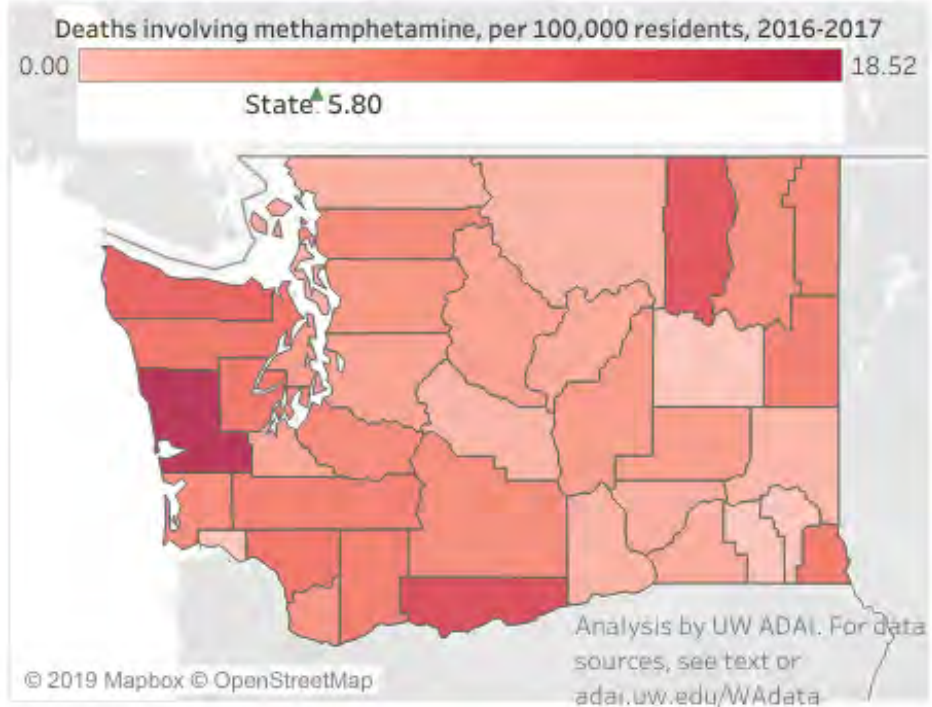 Deaths involving methamphetamine, per 100,000 residents, 2016-2017
0.00 18.52
State: 5.80
Analysis by UW ADAI. For data
sources, see text or
adai.uw.edu/WAdata
© 2019 Mapbox © OpenStreetMap